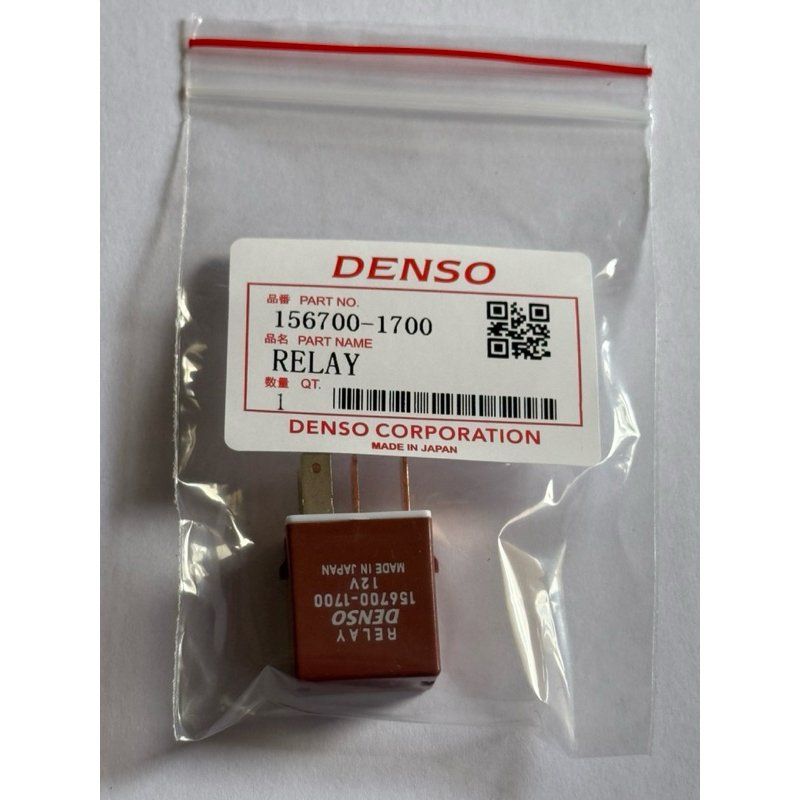 DENSO
品番 PART NO.
156700-1700
品名 PART NAME
RELAY
数量 QT.
1
DENSO CORPORATION
MADE IN JAPAN
RELAY
DENSO
156700-1700
12V
MADE IN JAPAN